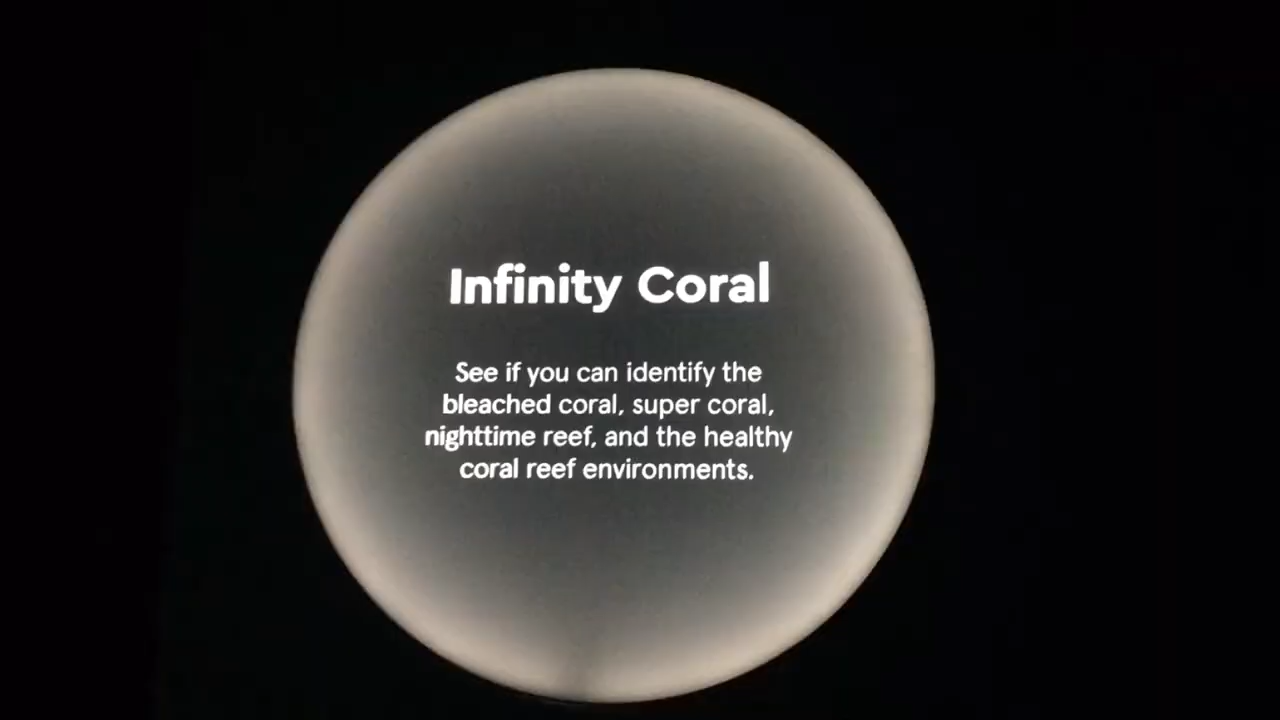 Infinity Coral
See if you can identify the
bleached coral, super coral,
nighttime reef, and the healthy
coral reef environments.